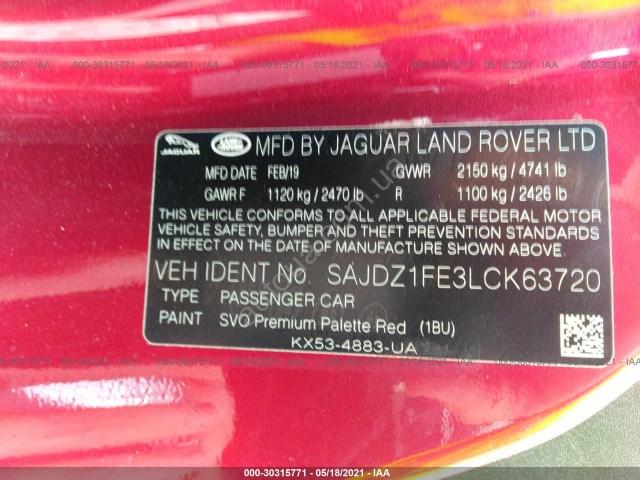 000-30315771 - 05/18/2021 - IAA
JAGUAR LAND ROVER MFD BY JAGUAR LAND ROVER LTD
MFD DATE FEB/19 GVWR 2150 kg / 4741 lb
GAWR F 1120 kg / 2470 lb R 1100 kg / 2426 lb
THIS VEHICLE CONFORMS TO ALL APPLICABLE FEDERAL MOTOR
VEHICLE SAFETY, BUMPER AND THEFT PREVENTION STANDARDS
IN EFFECT ON THE DATE OF MANUFACTURE SHOWN ABOVE.
VEH IDENT No. SAJDZ1FE3LCK63720
TYPE PASSENGER CAR
PAINT SVO Premium Palette Red (1BU)
KX53-4883-UA
000-30315771 - 05/18/2021 - IAA